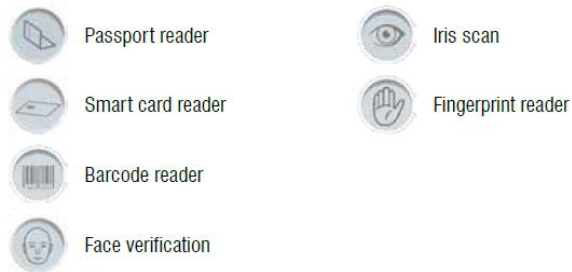 Passport reader
Smart card reader
Barcode reader
Face verification
Iris scan
Fingerprint reader